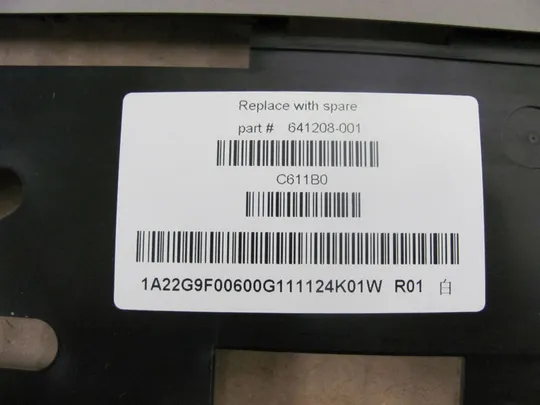 Replace with spare
part # 641208-001
C611B0
1A22G9F00600G111124K01W R01 白